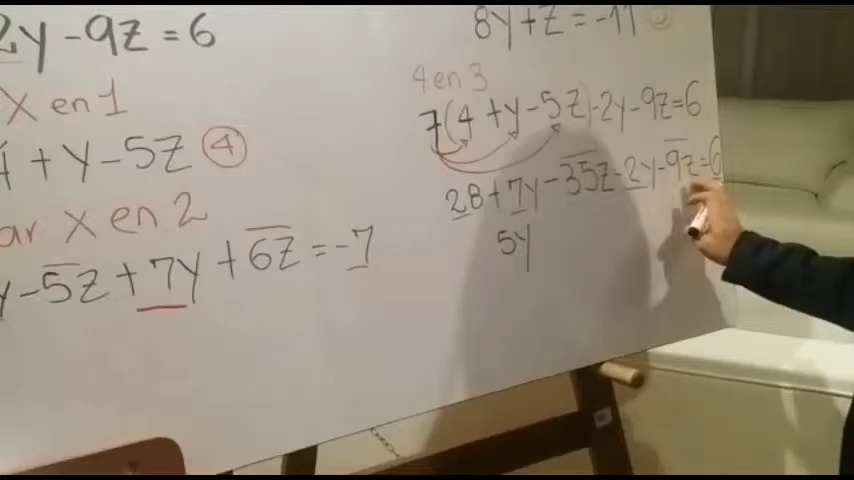 2y - 9z = 6
X en 1
4 + y - 5z ④
ar X en 2
y - 5z + 7y + 6z = -7
8y + z = -11
4 en 3
7(4 + y - 5z) - 2y - 9z = 6
28 + 7y - 35z - 2y - 9z = 6
5y